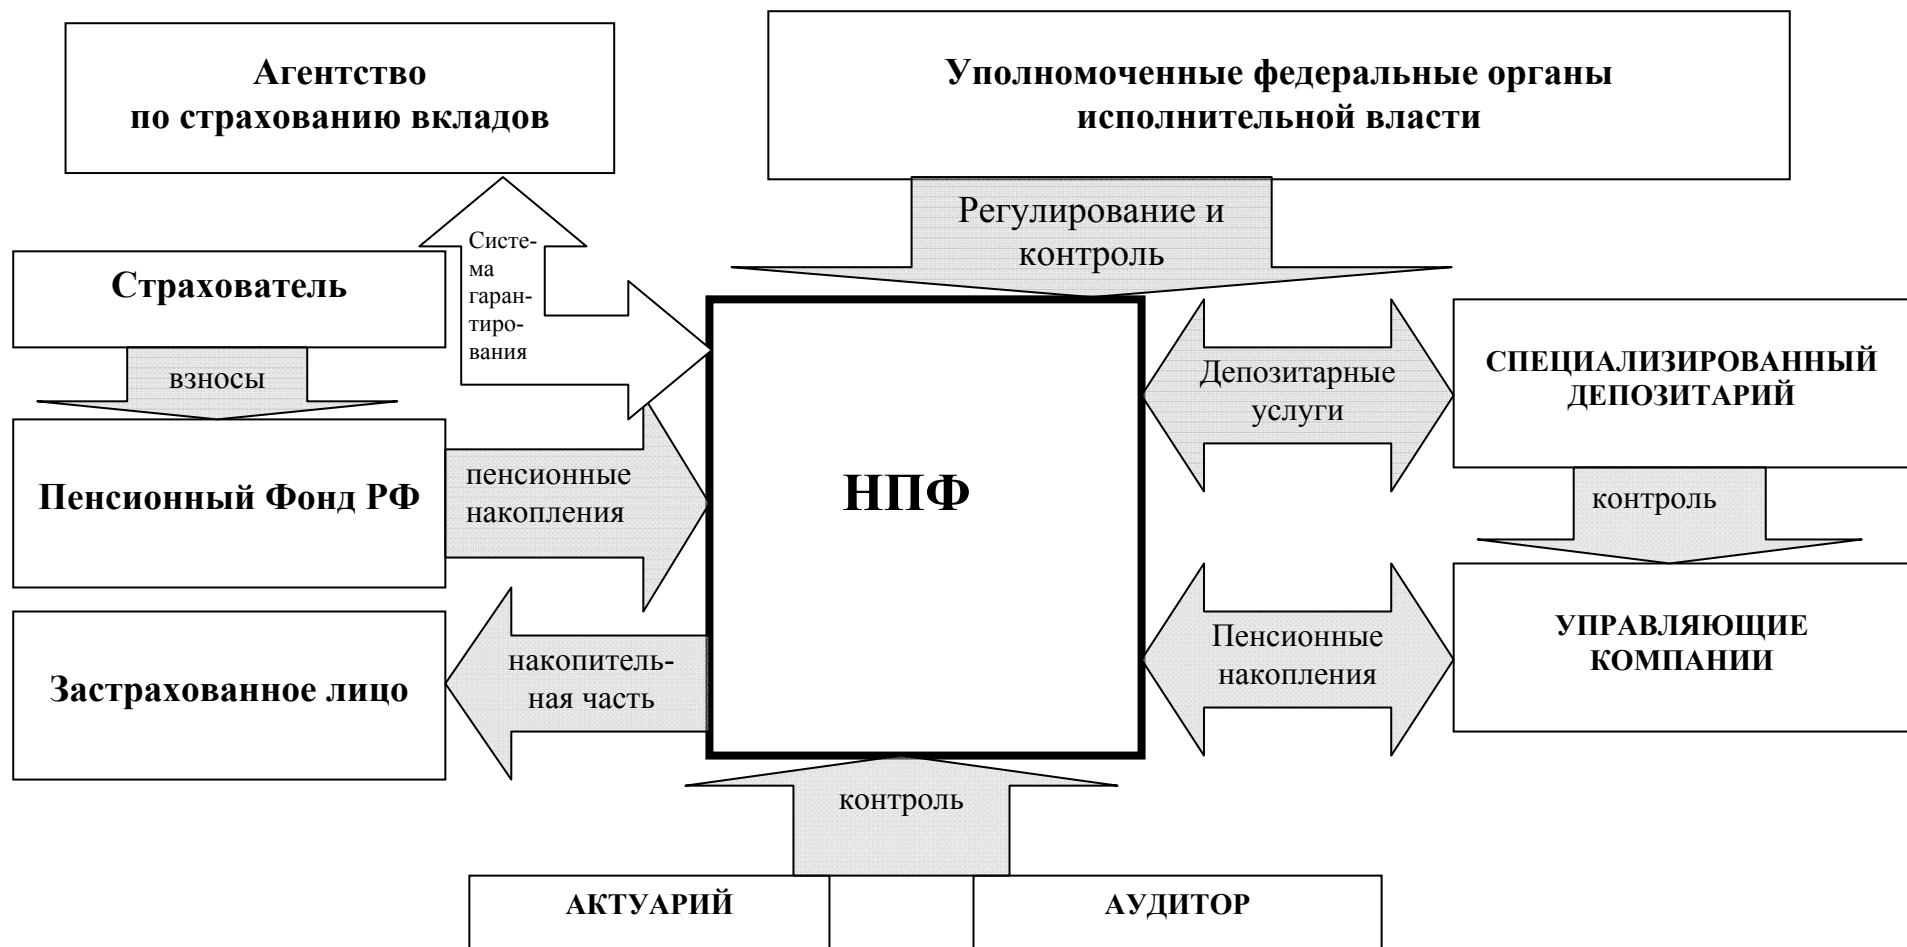 Агентство
по страхованию вкладов
Уполномоченные федеральные органы
исполнительной власти
Регулирование и
контроль
Систе-
ма
гаран-
тиро-
вания
Страхователь
взносы
Пенсионный Фонд РФ
пенсионные
накопления
НПФ
Депозитарные
услуги
СПЕЦИАЛИЗИРОВАННЫЙ
ДЕПОЗИТАРИЙ
контроль
Застрахованное лицо
накопитель-
ная часть
Пенсионные
накопления
УПРАВЛЯЮЩИЕ
КОМПАНИИ
контроль
АКТУАРИЙ
АУДИТОР